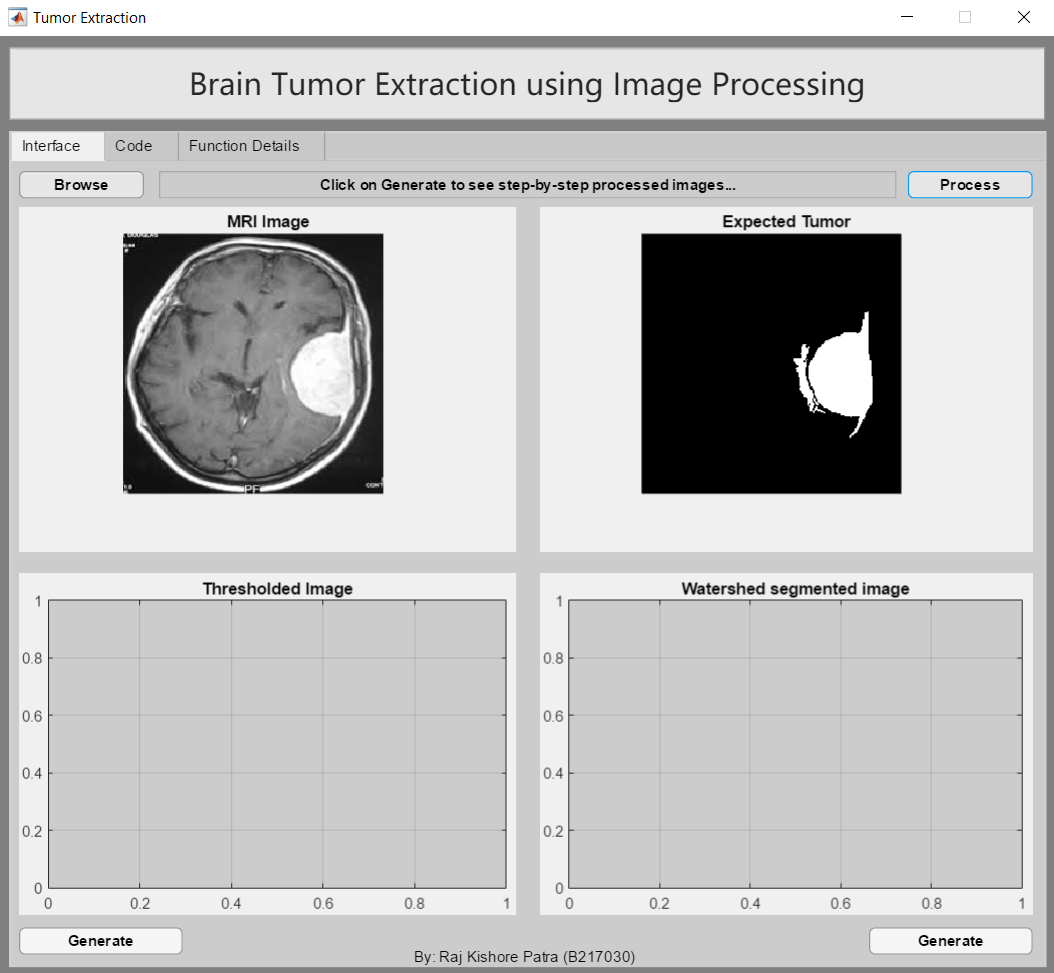 Tumor Extraction
Brain Tumor Extraction using Image Processing
Interface Code Function Details
Browse Click on Generate to see step-by-step processed images... Process
MRI Image
DOUGLAS
PF
Expected Tumor
Thresholded Image
1
0.8
0.6
0.4
0.2
0
0 0.2 0.4 0.6 0.8 1
Watershed segmented image
1
0.8
0.6
0.4
0.2
0
0 0.2 0.4 0.6 0.8 1
Generate Generate
By: Raj Kishore Patra (B217030)